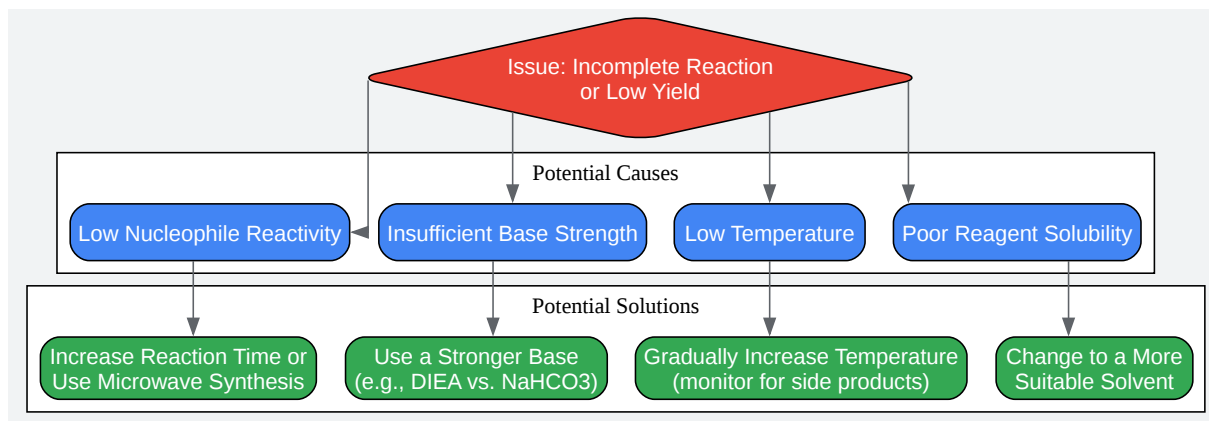 Issue: Incomplete Reaction
or Low Yield
Potential Causes
Low Nucleophile Reactivity
Insufficient Base Strength
Low Temperature
Poor Reagent Solubility
Potential Solutions
Increase Reaction Time or
Use Microwave Synthesis
Use a Stronger Base
(e.g., DIEA vs. NaHCO3)
Gradually Increase Temperature
(monitor for side products)
Change to a More
Suitable Solvent